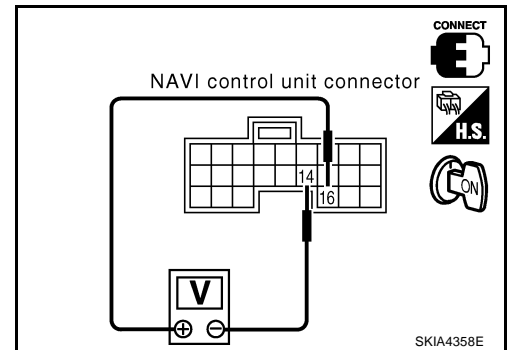 CONNECT
NAVI control unit connector
H.S.
14
16
ON
V
+ −
SKIA4358E